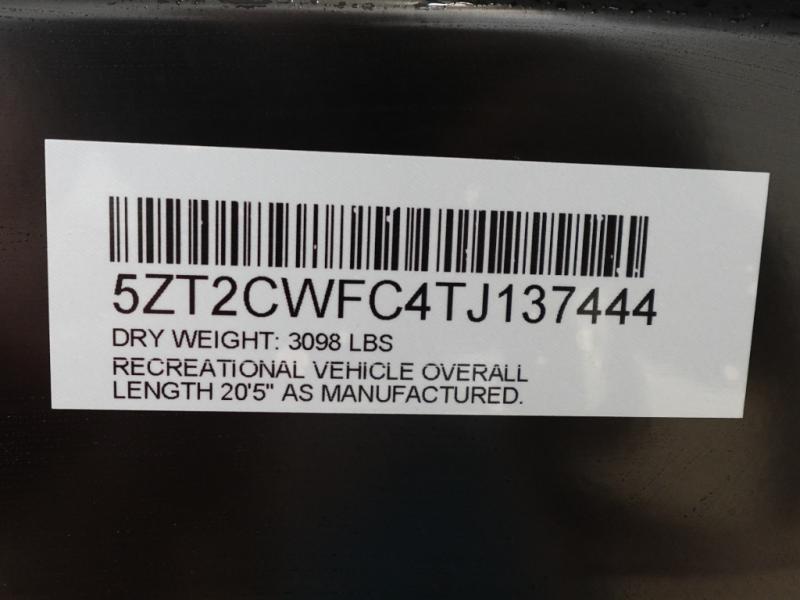 5ZT2CWFC4TJ137444
DRY WEIGHT: 3098 LBS
RECREATIONAL VEHICLE OVERALL
LENGTH 20'5" AS MANUFACTURED.